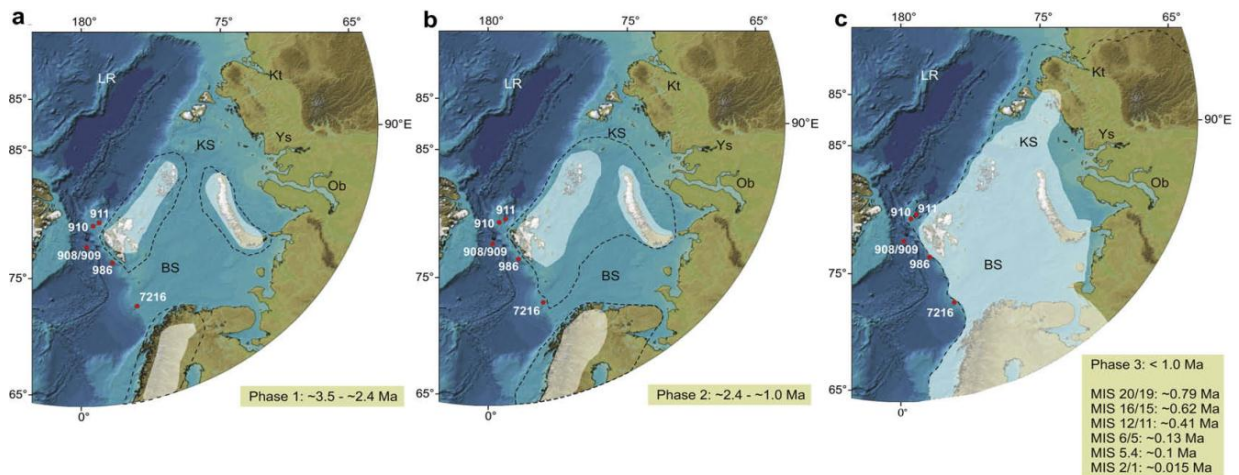 a
180°
75°
65°
LR
Kt
85°
90°E
KS
Ys
85°
Ob
911
910
908/909
986
BS
75°
7216
65°
0°
Phase 1: ~3.5 - ~2.4 Ma
b
180°
75°
65°
LR
Kt
85°
KS
Ys
85°
Ob
911
910
908/909
986
BS
75°
7216
65°
0°
Phase 2: ~2.4 - ~1.0 Ma
c
180°
75°
65°
LR
Kt
85°
90°E
KS
Ys
85°
Ob
911
910
908/909
986
BS
75°
7216
65°
0°
Phase 3: < 1.0 Ma
MIS 20/19: ~0.79 Ma
MIS 16/15: ~0.62 Ma
MIS 12/11: ~0.41 Ma
MIS 6/5: ~0.13 Ma
MIS 5.4: ~0.1 Ma
MIS 2/1: ~0.015 Ma